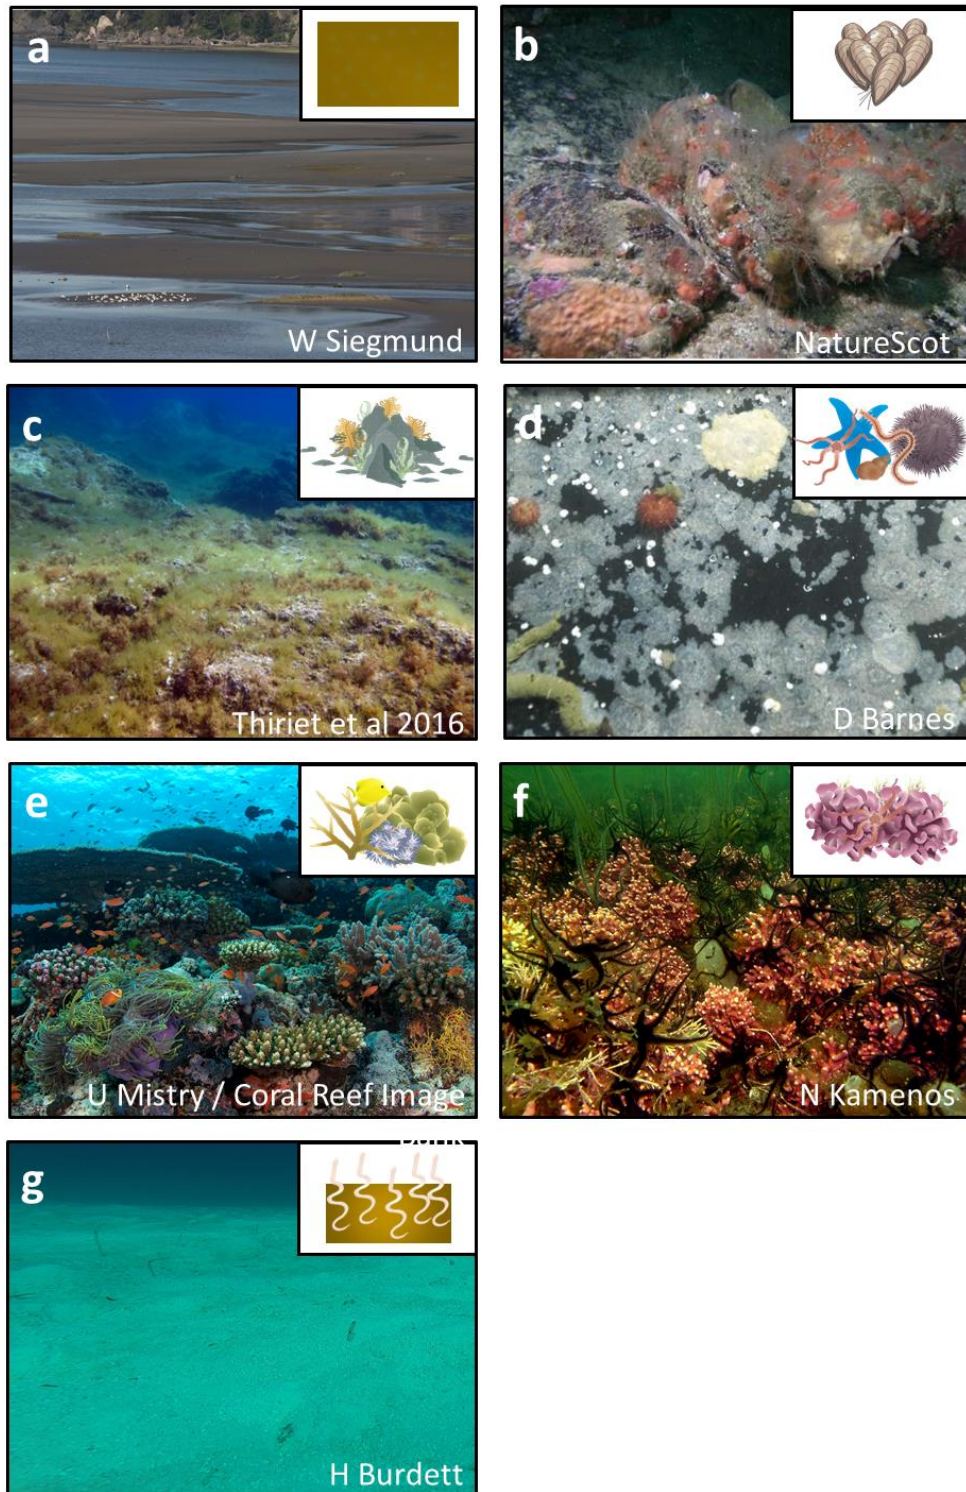 a
W Siegmund
b
NatureScot
c
Thiriet et al 2016
d
D Barnes
e
U Mistry / Coral Reef Image
f
N Kamenos
g
H Burdett